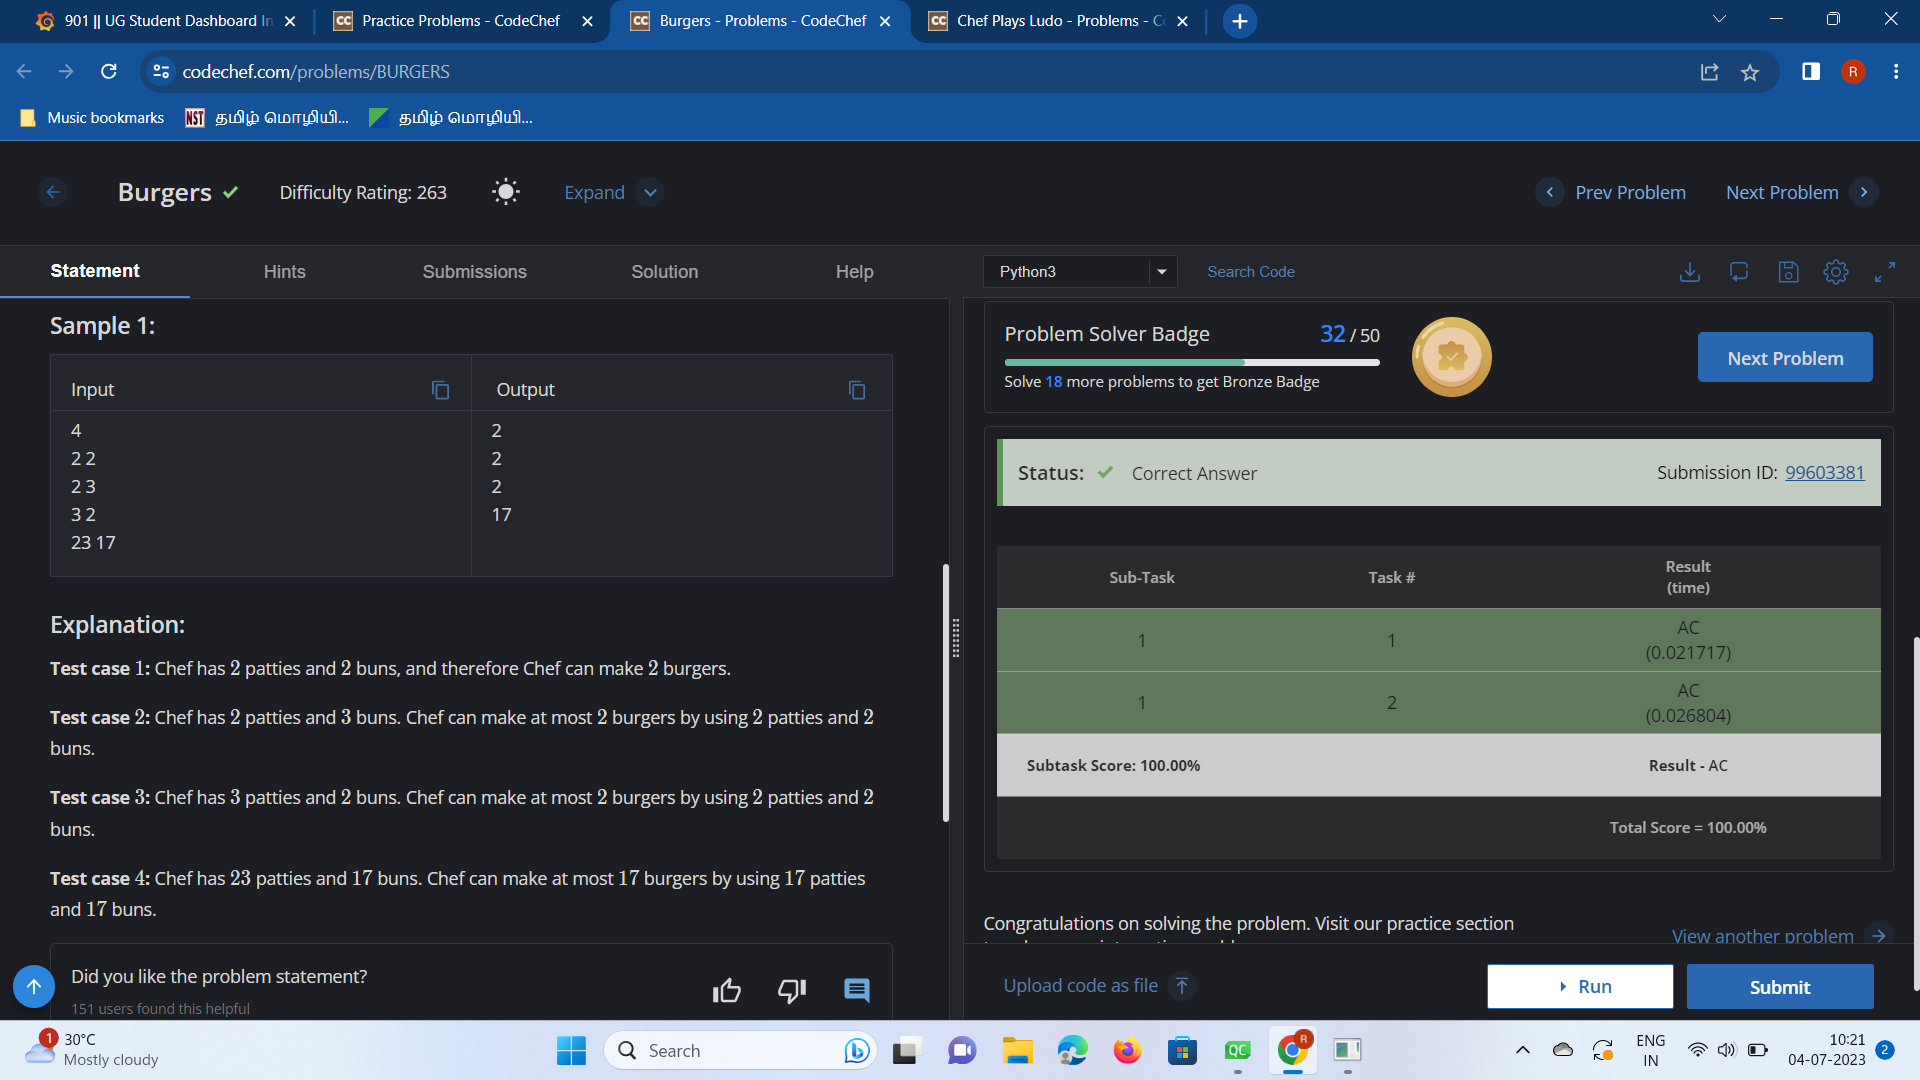 901 || UG Student Dashboard In
Practice Problems - CodeChef
Burgers - Problems - CodeChef
Chef Plays Ludo - Problems - Co
codechef.com/problems/BURGERS
R
Music bookmarks
NST
தமிழ் மொழியி...
தமிழ் மொழியி...
Burgers
Difficulty Rating: 263
Expand
Prev Problem
Next Problem
Statement
Hints
Submissions
Solution
Help
Python3
Search Code
Sample 1:
Input
Output
4
2 2
2 3
3 2
23 17
2
2
2
17
Explanation:
Test case 1: Chef has 2 patties and 2 buns, and therefore Chef can make 2 burgers.
Test case 2: Chef has 2 patties and 3 buns. Chef can make at most 2 burgers by using 2 patties and 2
buns.
Test case 3: Chef has 3 patties and 2 buns. Chef can make at most 2 burgers by using 2 patties and 2
buns.
Test case 4: Chef has 23 patties and 17 buns. Chef can make at most 17 burgers by using 17 patties
and 17 buns.
Did you like the problem statement?
151 users found this helpful
Problem Solver Badge
32 / 50
Solve 18 more problems to get Bronze Badge
Next Problem
Status: Correct Answer
Submission ID: 99603381
Sub-Task
Task #
Result
(time)
1
1
AC
(0.021717)
1
2
AC
(0.026804)
Subtask Score: 100.00%
Result - AC
Total Score = 100.00%
Congratulations on solving the problem. Visit our practice section
View another problem
Upload code as file
Run
Submit
1
30°C
Mostly cloudy
Search
QC
R
ENG
IN
10:21
04-07-2023
2